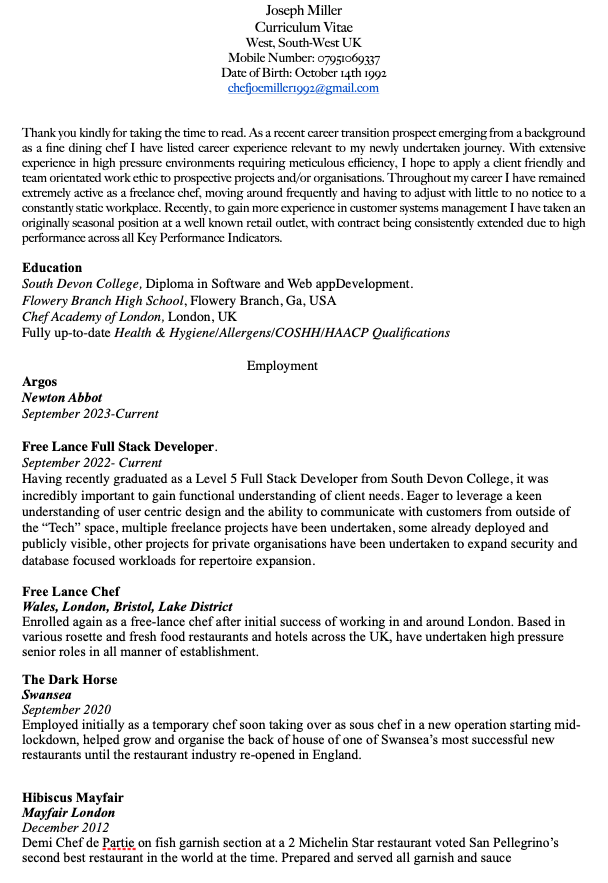 Joseph Miller
Curriculum Vitae
West, South-West UK
Mobile Number: 07951069337
Date of Birth: October 14th 1992
chefjoemiller1992@gmail.com
Thank you kindly for taking the time to read. As a recent career transition prospect emerging from a background
as a fine dining chef I have listed career experience relevant to my newly undertaken journey. With extensive
experience in high pressure environments requiring meticulous efficiency, I hope to apply a client friendly and
team orientated work ethic to prospective projects and/or organisations. Throughout my career I have remained
extremely active as a freelance chef, moving around frequently and having to adjust with little to no notice to a
constantly static workplace. Recently, to gain more experience in customer systems management I have taken an
originally seasonal position at a well known retail outlet, with contract being consistently extended due to high
performance across all Key Performance Indicators.
Education
South Devon College, Diploma in Software and Web appDevelopment.
Flowery Branch High School, Flowery Branch, Ga, USA
Chef Academy of London, London, UK
Fully up-to-date Health & Hygiene/Allergens/COSHH/HAACP Qualifications
Employment
Argos
Newton Abbot
September 2023-Current
Free Lance Full Stack Developer.
September 2022- Current
Having recently graduated as a Level 5 Full Stack Developer from South Devon College, it was
incredibly important to gain functional understanding of client needs. Eager to leverage a keen
understanding of user centric design and the ability to communicate with customers from outside of
the “Tech” space, multiple freelance projects have been undertaken, some already deployed and
publicly visible, other projects for private organisations have been undertaken to expand security and
database focused workloads for repertoire expansion.
Free Lance Chef
Wales, London, Bristol, Lake District
Enrolled again as a free-lance chef after initial success of working in and around London. Based in
various rosette and fresh food restaurants and hotels across the UK, have undertaken high pressure
senior roles in all manner of establishment.
The Dark Horse
Swansea
September 2020
Employed initially as a temporary chef soon taking over as sous chef in a new operation starting mid-
lockdown, helped grow and organise the back of house of one of Swansea’s most successful new
restaurants until the restaurant industry re-opened in England.
Hibiscus Mayfair
Mayfair London
December 2012
Demi Chef de Partie on fish garnish section at a 2 Michelin Star restaurant voted San Pellegrino’s
second best restaurant in the world at the time. Prepared and served all garnish and sauce